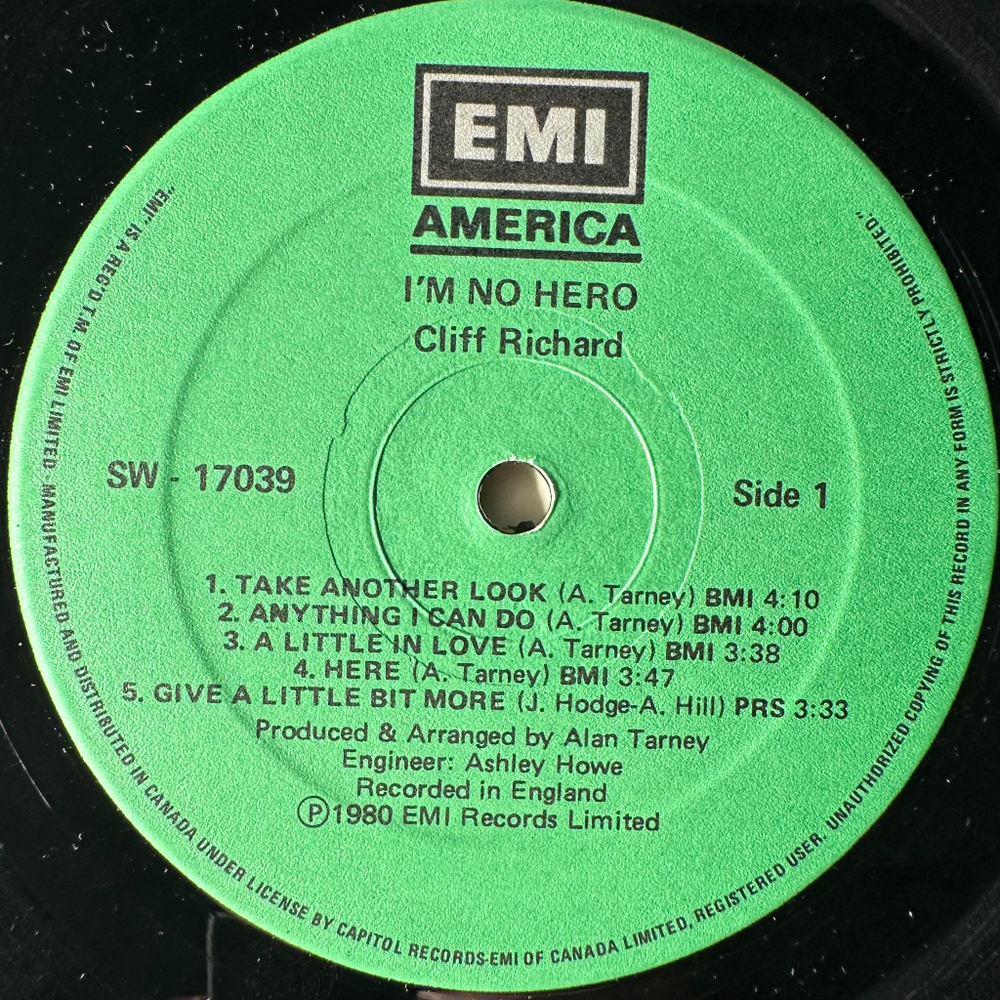 EMI
AMERICA
I'M NO HERO
Cliff Richard
SW - 17039
Side 1
1. TAKE ANOTHER LOOK (A. Tarney) BMI 4:10
2. ANYTHING I CAN DO (A. Tarney) BMI 4:00
3. A LITTLE IN LOVE (A. Tarney) BMI 3:38
4. HERE (A. Tarney) BMI 3:47
5. GIVE A LITTLE BIT MORE (J. Hodge-A. Hill) PRS 3:33
Produced & Arranged by Alan Tarney
Engineer: Ashley Howe
Recorded in England
Ⓟ1980 EMI Records Limited
"EMI" IS A REG'D T.M. OF EMI LIMITED MANUFACTURED AND DISTRIBUTED IN CANADA UNDER LICENSE BY CAPITOL RECORDS-EMI OF CANADA LIMITED, REGISTERED USER. UNAUTHORIZED COPYING OF THIS RECORD IN ANY FORM IS STRICTLY PROHIBITED."